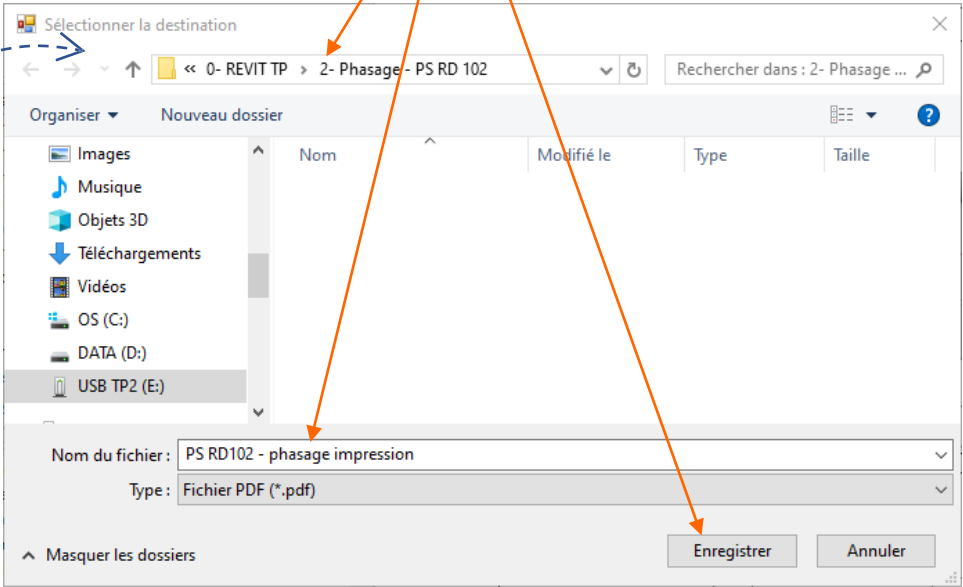 Sélectionner la destination
« 0- REVIT TP > 2- Phasage - PS RD 102
Rechercher dans : 2- Phasage ...
Organiser Nouveau dossier
?
Nom Modifié le Type Taille
Images
Musique
Objets 3D
Téléchargements
Vidéos
OS (C:)
DATA (D:)
USB TP2 (E:)
Nom du fichier : PS RD102 - phasage impression
Type : Fichier PDF (*.pdf)
Masquer les dossiers
Enregistrer Annuler